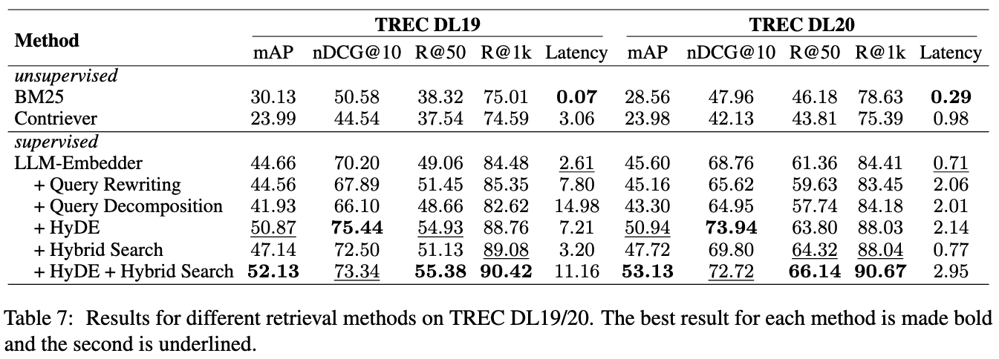 Method TREC DL19 TREC DL20
mAP nDCG@10 R@50 R@1k Latency mAP nDCG@10 R@50 R@1k Latency
unsupervised
BM25 30.13 50.58 38.32 75.01 0.07 28.56 47.96 46.18 78.63 0.29
Contriever 23.99 44.54 37.54 74.59 3.06 23.98 42.13 43.81 75.39 0.98
supervised
LLM-Embedder 44.66 70.20 49.06 84.48 2.61 45.60 68.76 61.36 84.41 0.71
+ Query Rewriting 44.56 67.89 51.45 85.35 7.80 45.16 65.62 59.63 83.45 2.06
+ Query Decomposition 41.93 66.10 48.66 82.62 14.98 43.30 64.95 57.74 84.18 2.01
+ HyDE 50.87 75.44 54.93 88.76 7.21 50.94 73.94 63.80 88.03 2.14
+ Hybrid Search 47.14 72.50 51.13 89.08 3.20 47.72 69.80 64.32 88.04 0.77
+ HyDE + Hybrid Search 52.13 73.34 55.38 90.42 11.16 53.13 72.72 66.14 90.67 2.95
Table 7: Results for different retrieval methods on TREC DL19/20. The best result for each method is made bold
and the second is underlined.